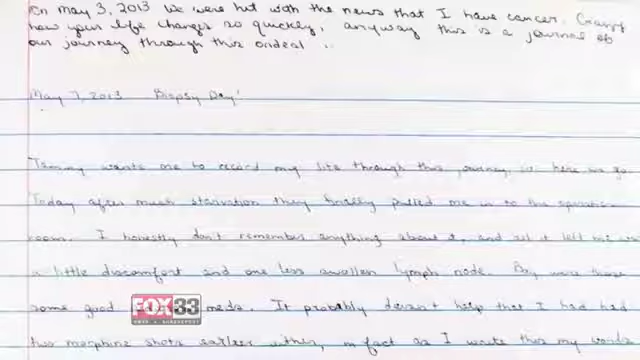 On May 3, 2013 We were hit with the news that I have cancer. Crazy
how your life changes so quickly, anyway this is a journal of
our journey through this ordeal ..
May 7, 2013 Biopsy Day!
Tammy wants me to record my life through this journey, so here we go.
Today after much starvation they finally pulled me in to the operation
room. I honestly don't remember anything about it, and all it left me was
a little discomfort and one less swollen lymph node. Boy were those
some good meds. It probably doesn't help that I had had
FOX33
two morphine shots earlier either, in fact as I write this my words